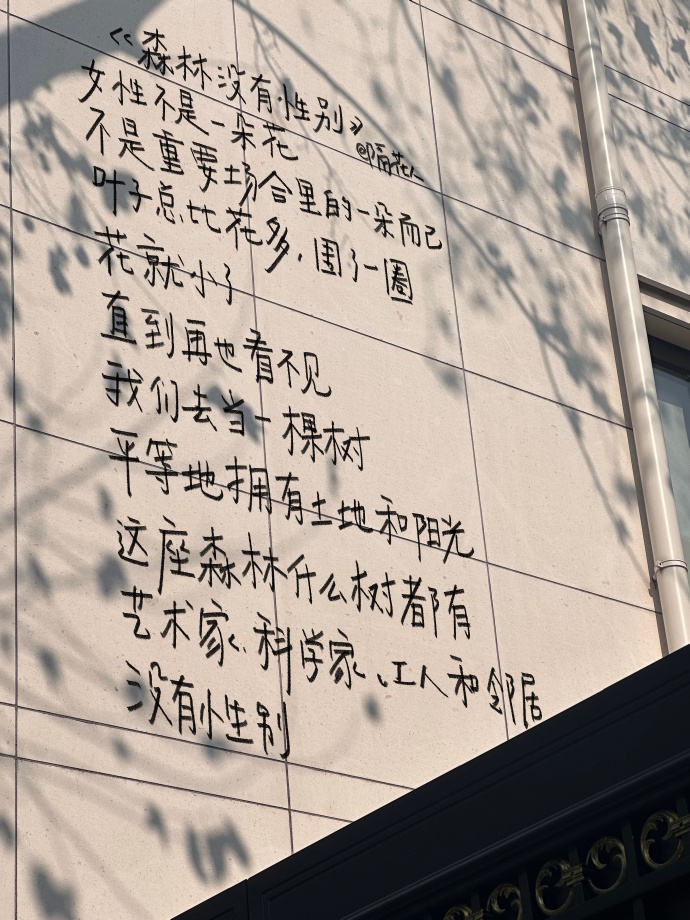 《森林没有性别》
@隔花人
女性不是一朵花
不是重要场合里的一朵而已
叶子总比花多，围了一圈
花就小了
直到再也看不见
我们去当一棵树
平等地拥有土地和阳光
这座森林什么树都有
艺术家、科学家、工人和邻居
没有性别